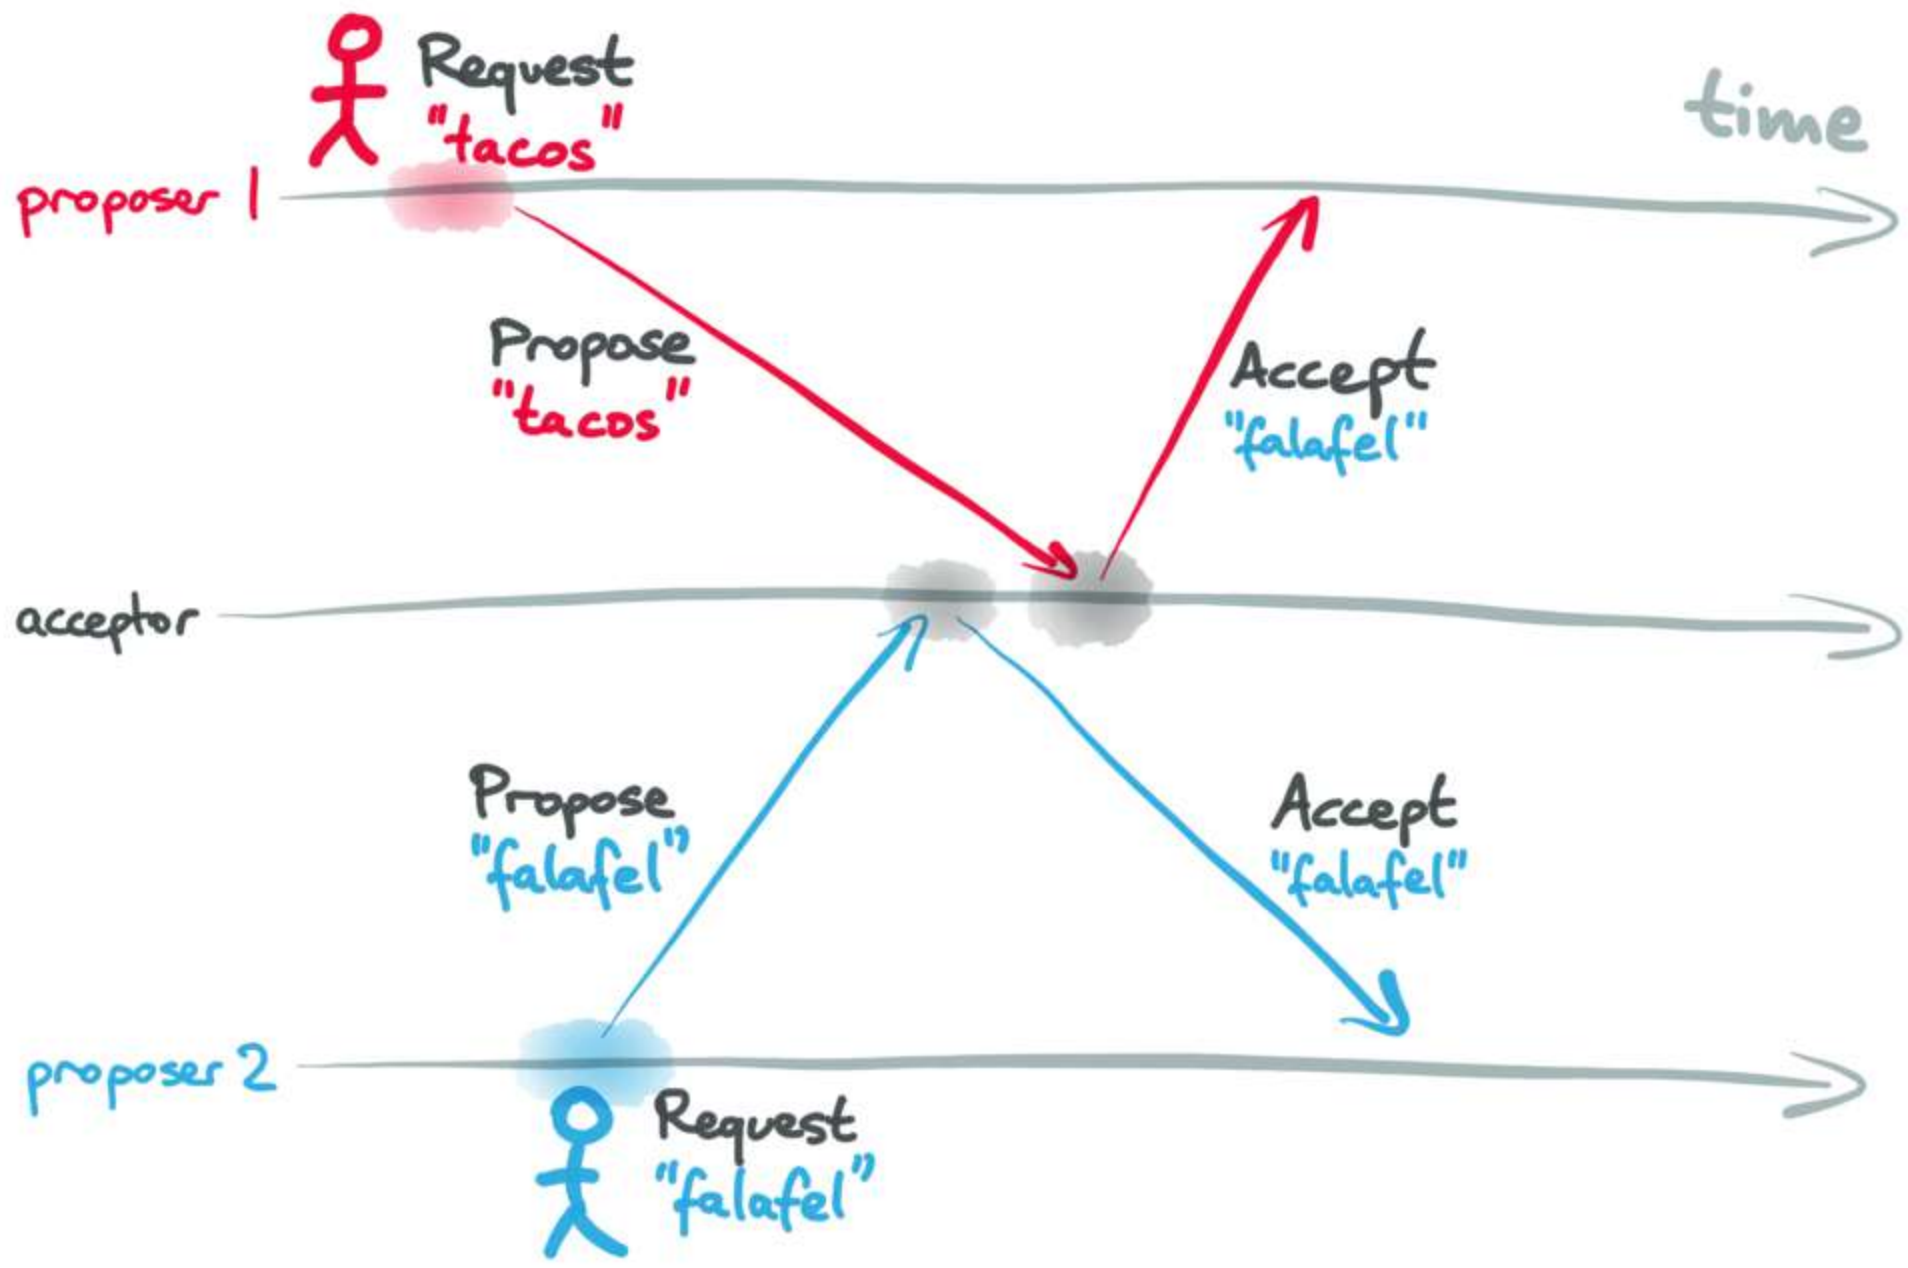 Request
"tacos"
time
proposer 1
Propose
"tacos"
Accept
"falafel"
acceptor
Propose
"falafel"
Accept
"falafel"
proposer 2
Request
"falafel"